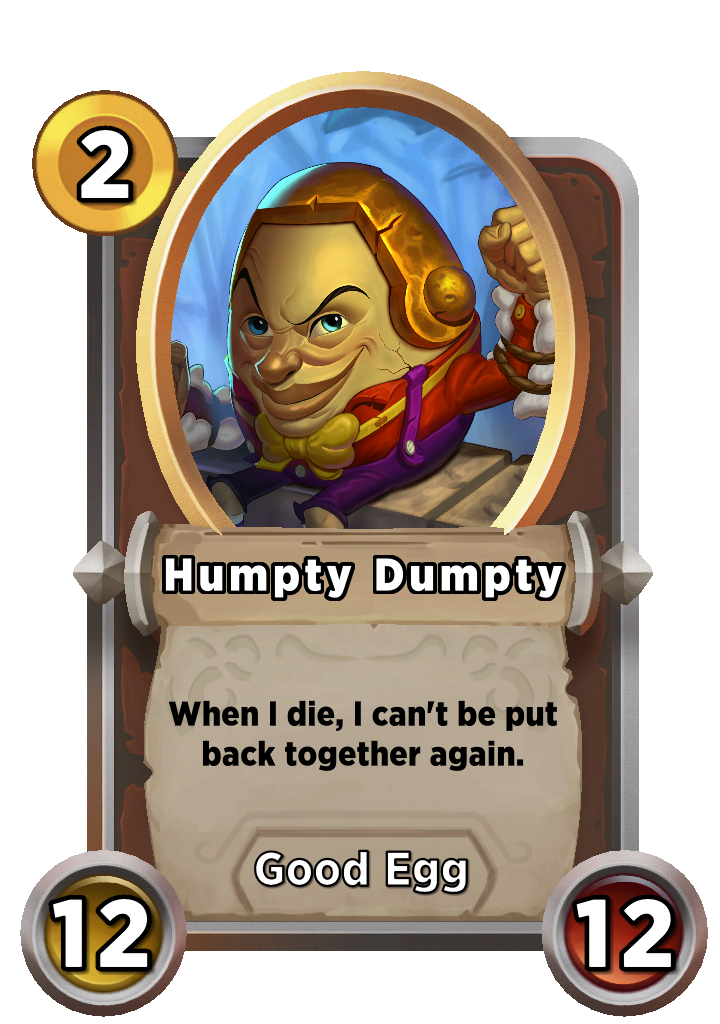 2
Humpty Dumpty
When I die, I can't be put
back together again.
Good Egg
12
12